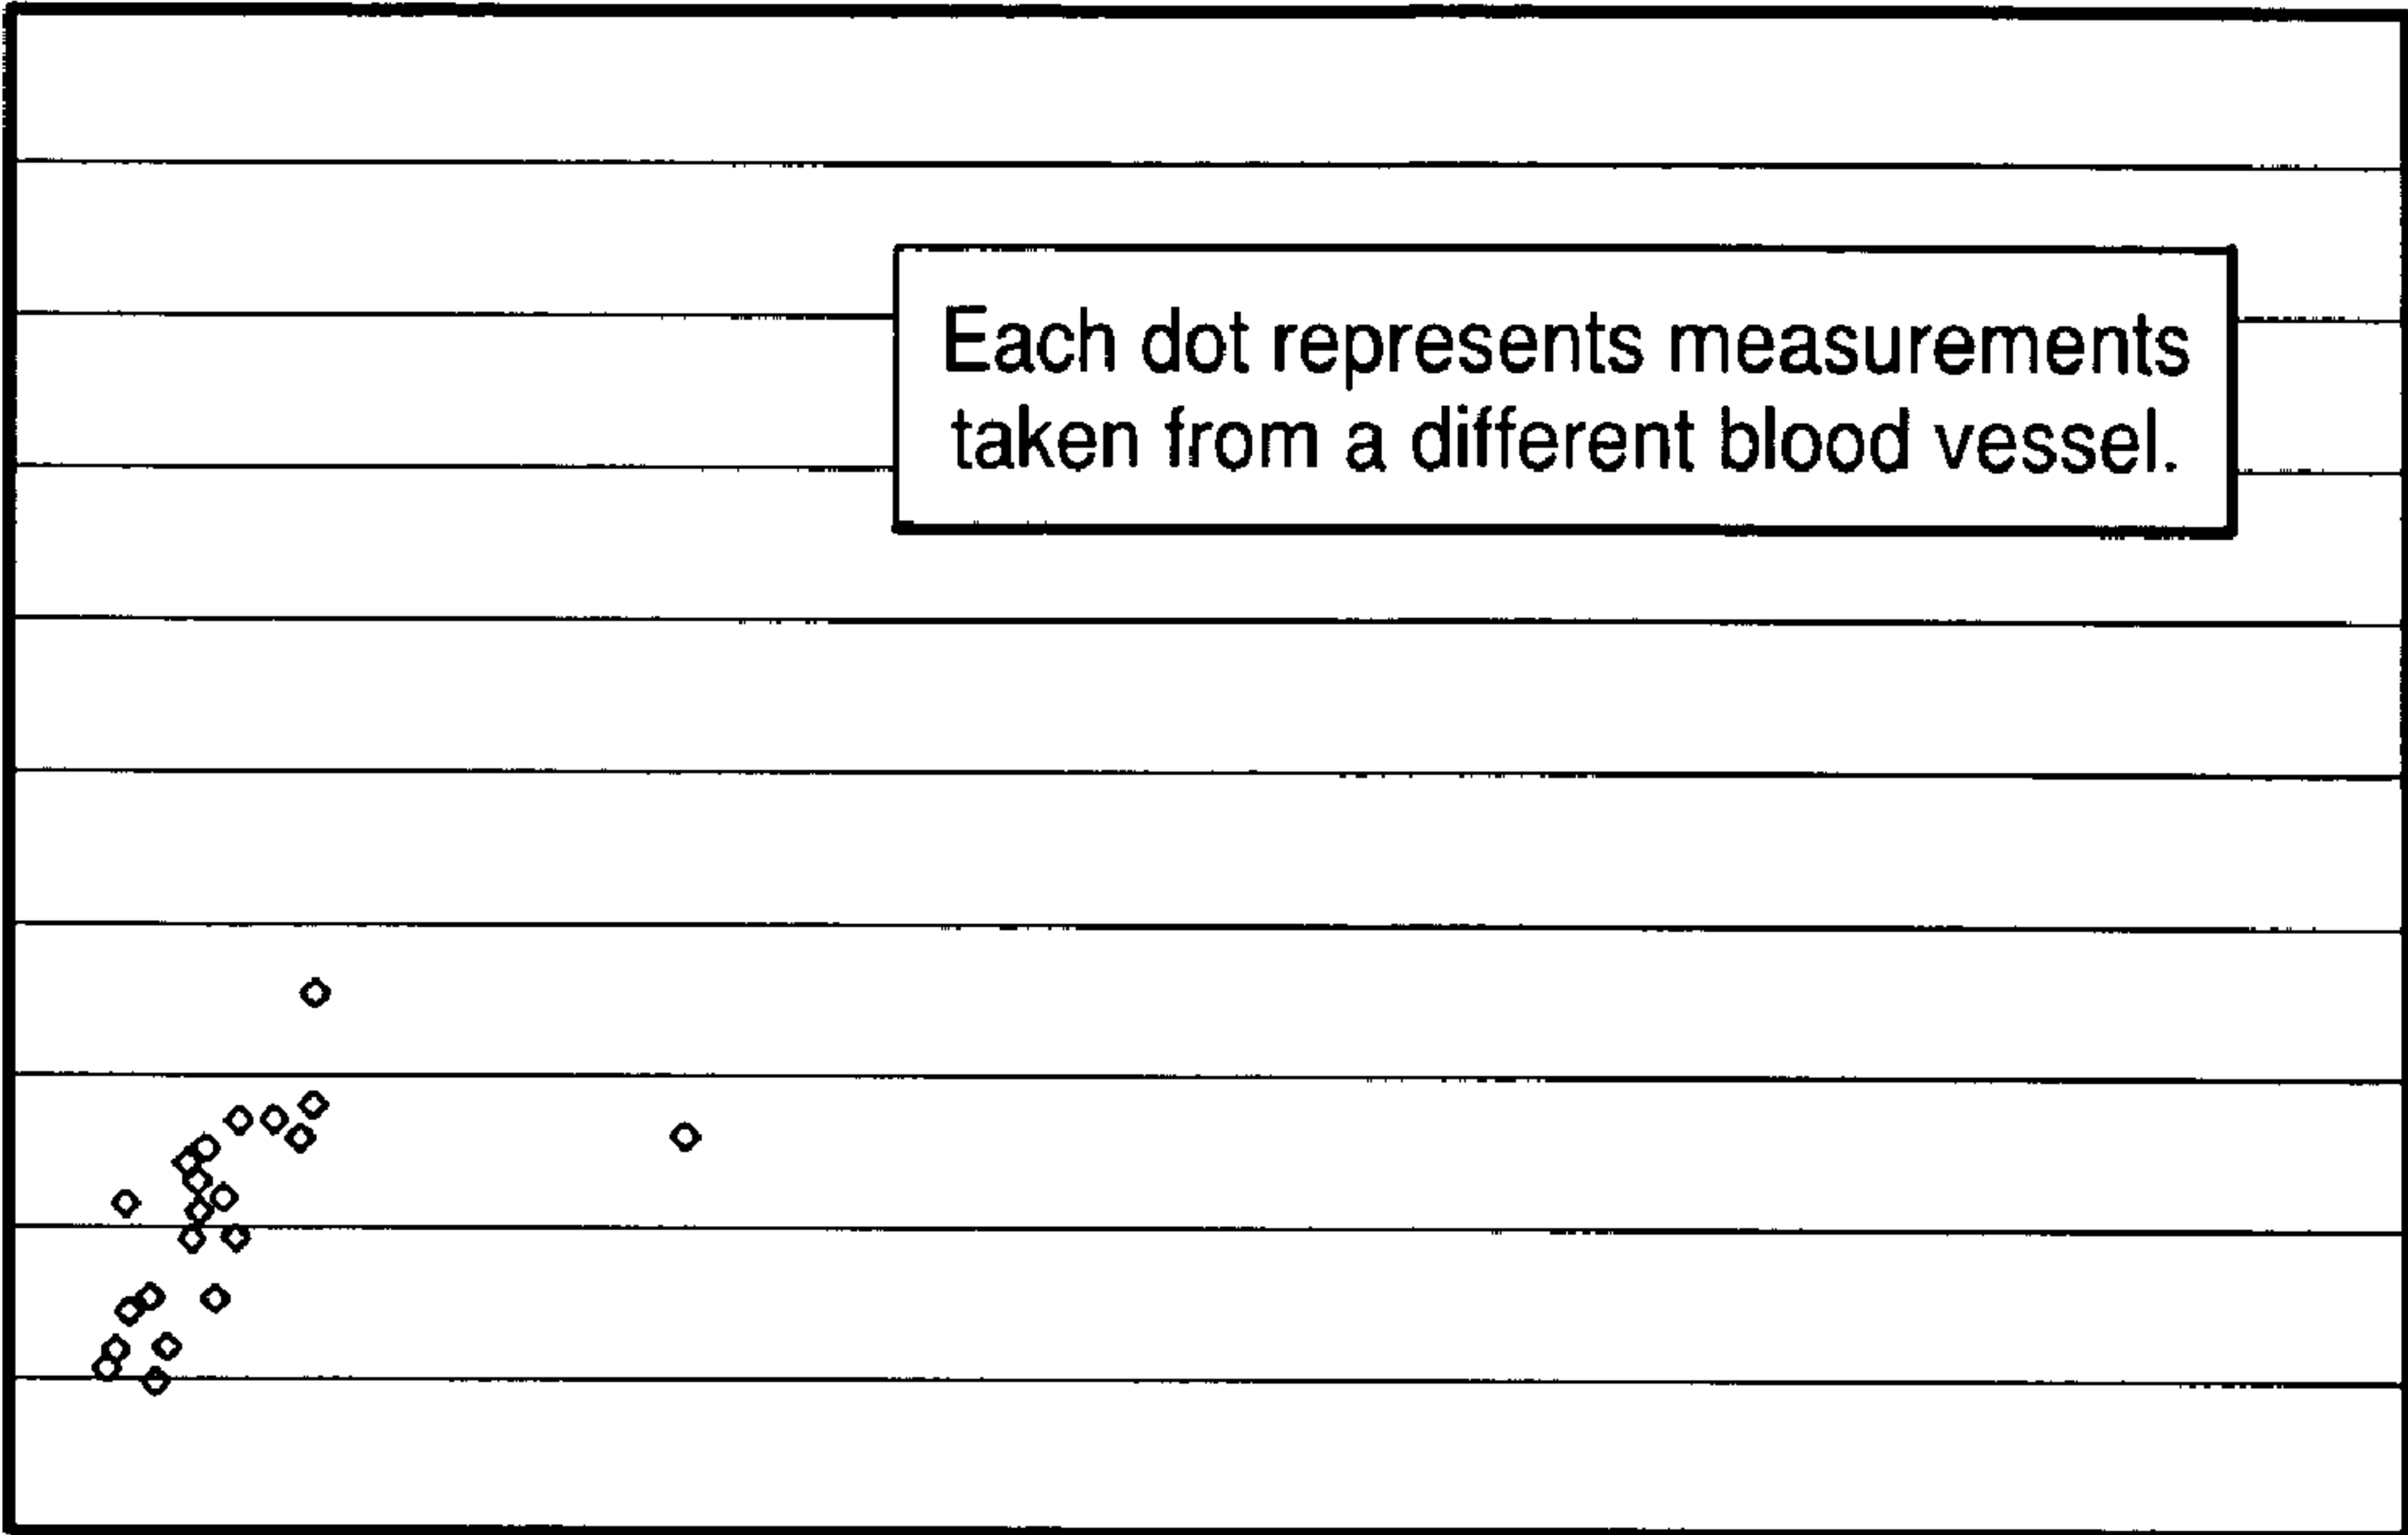 Each dot represents measurements
taken from a different blood vessel.